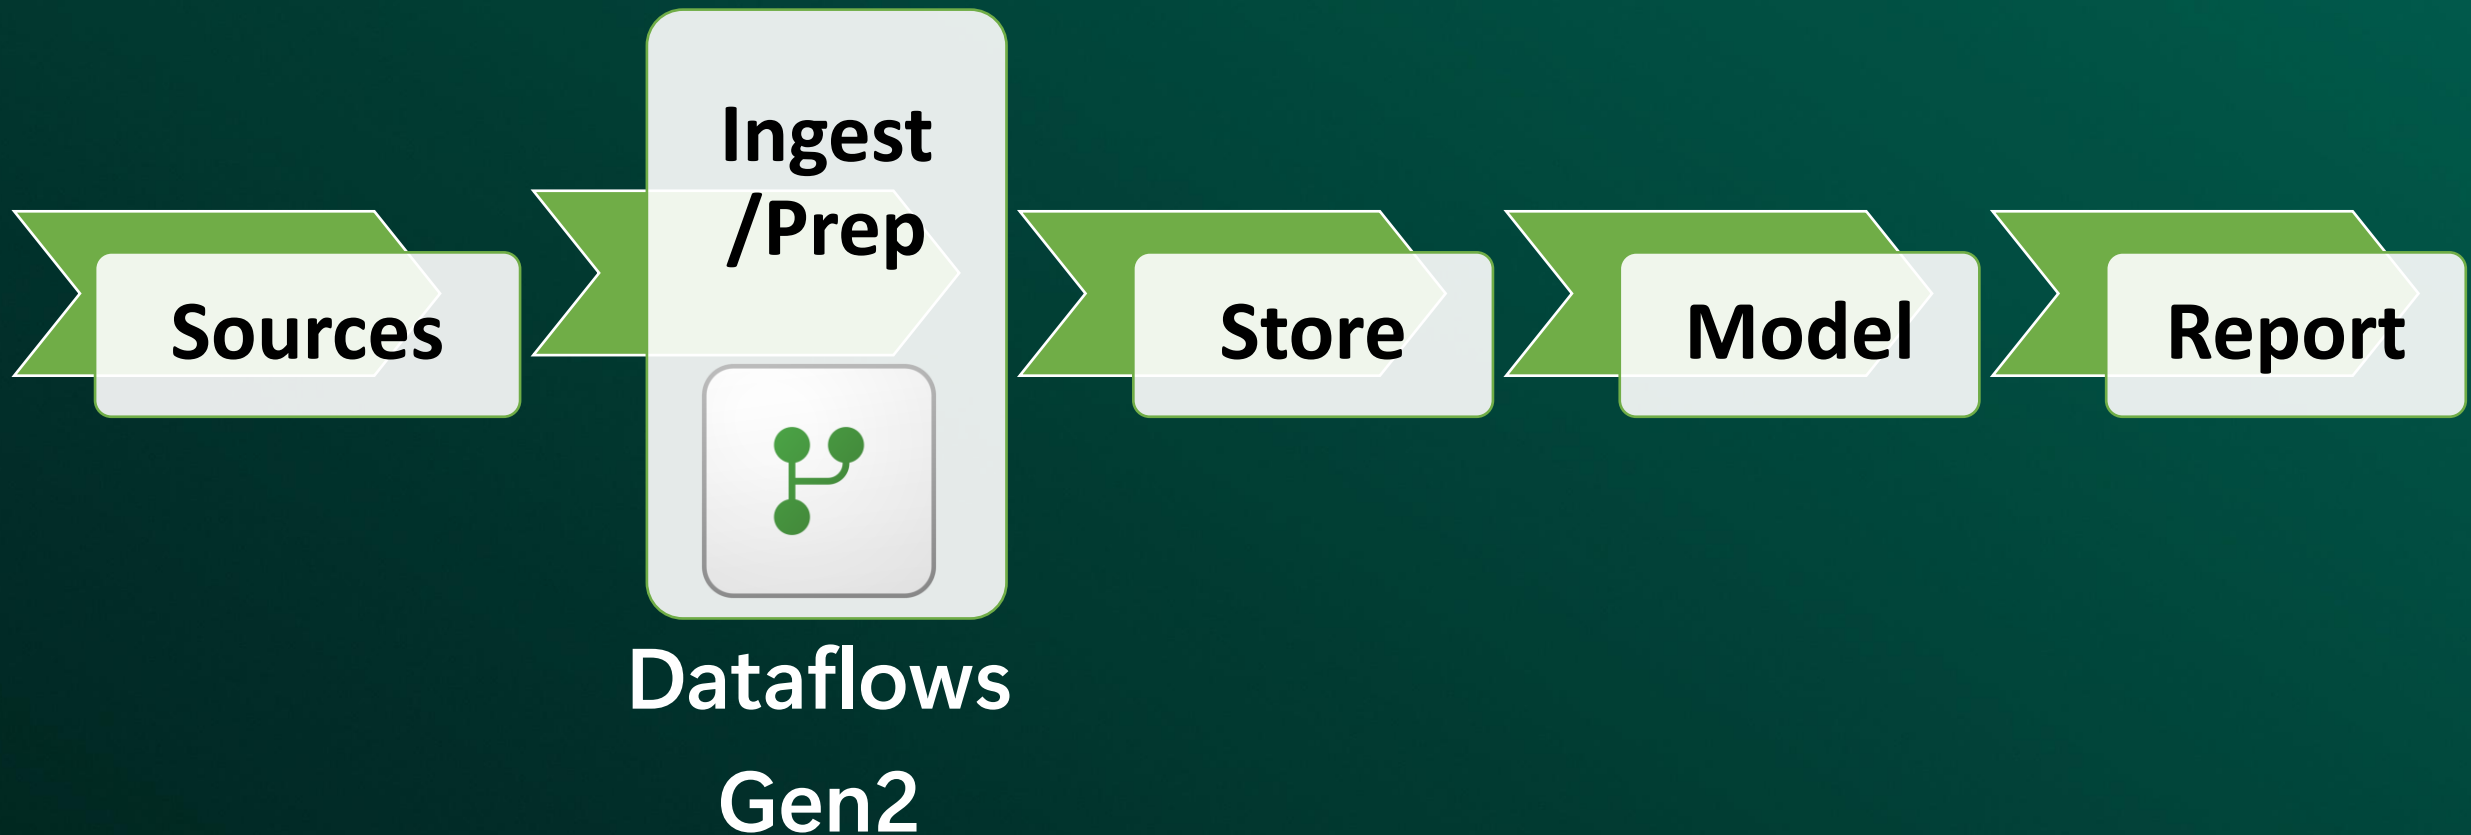 Sources
Ingest
/Prep
Store
Model
Report
Dataflows
Gen2